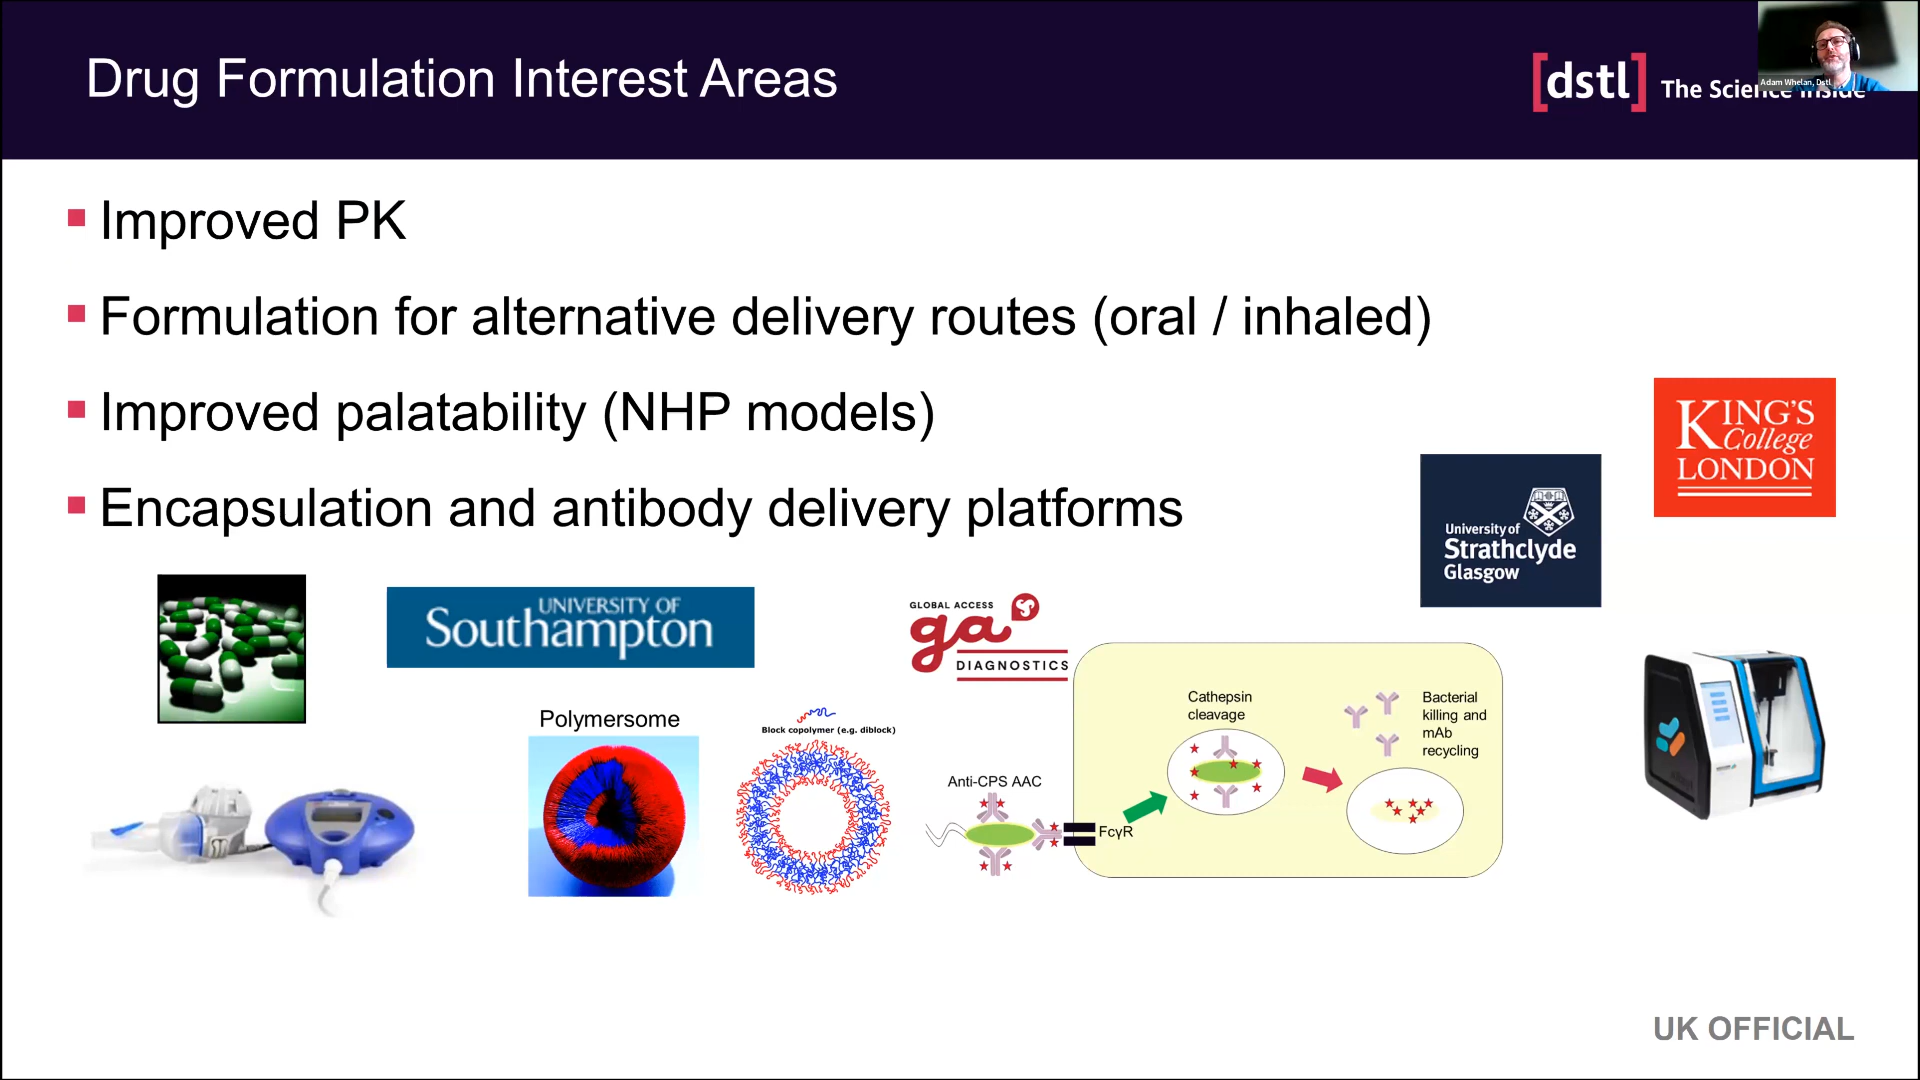 Drug Formulation Interest Areas
[dstl] The Science Inside
Adam Whelan, Dstl
Improved PK
Formulation for alternative delivery routes (oral / inhaled)
Improved palatability (NHP models)
Encapsulation and antibody delivery platforms
KING'S
College
LONDON
University of
Strathclyde
Glasgow
UNIVERSITY OF
Southampton
GLOBAL ACCESS
ga
DIAGNOSTICS
Polymersome
Block copolymer (e.g. diblock)
Anti-CPS AAC
FcγR
Cathepsin
cleavage
Bacterial
killing and
mAb
recycling
UK OFFICIAL